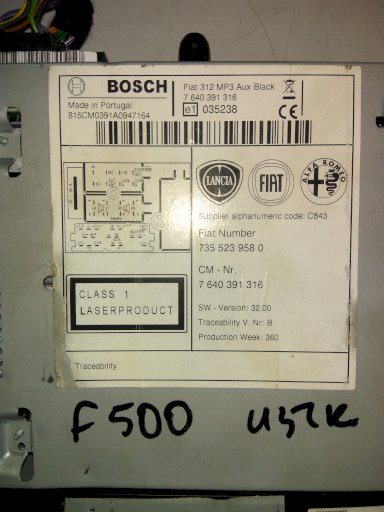 BOSCH
Fiat 312 MP3 Aux Black
7 640 391 316
Made in Portugal
815CM0391A0947164
e1 035238
CE
LANCIA
FIAT
ALFA ROMEO
Supplier alphanumeric code: C843
Fiat Number
735 523 958 0
CM - Nr.
7 640 391 316
CLASS 1
LASERPRODUCT
SW - Version: 32.00
Traceability V. Nr: B
Production Week: 360
Traceability
F500